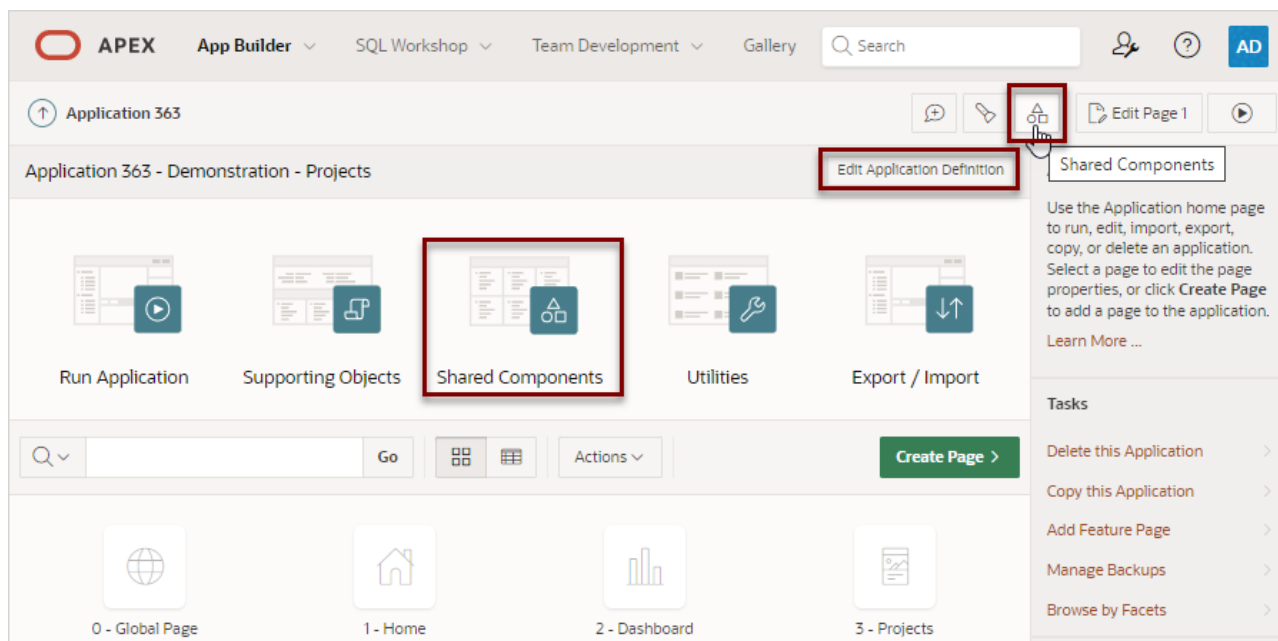 APEX App Builder SQL Workshop Team Development Gallery Search AD
Application 363 Edit Page 1
Application 363 - Demonstration - Projects Edit Application Definition
Shared Components
Use the Application home page
to run, edit, import, export,
copy, or delete an application.
Select a page to edit the page
properties, or click Create Page
to add a page to the application.
Learn More ...
Run Application Supporting Objects Shared Components Utilities Export / Import
Tasks
Go Actions Create Page >
Delete this Application
Copy this Application
Add Feature Page
Manage Backups
Browse by Facets
0 - Global Page 1 - Home 2 - Dashboard 3 - Projects